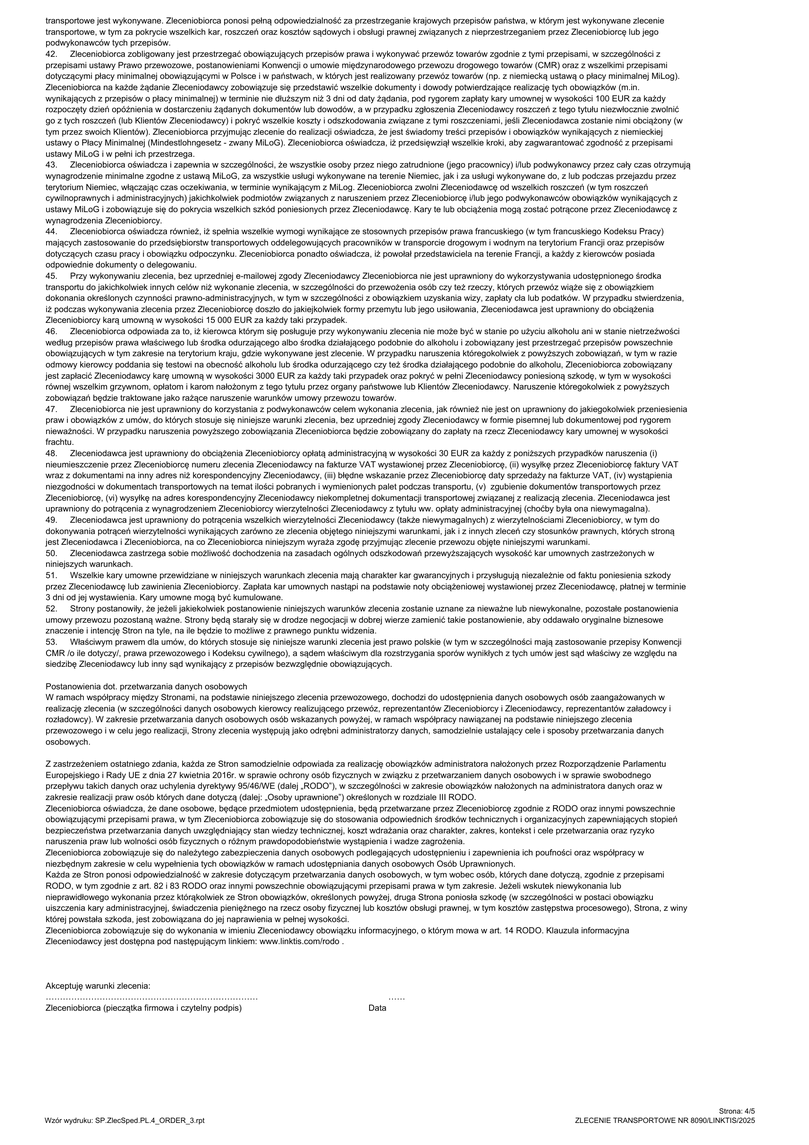 transportowe jest wykonywane. Zleceniobiorca ponosi pełną odpowiedzialność za przestrzeganie krajowych przepisów państwa, w którym jest wykonywane zlecenie
transportowe, w tym za pokrycie wszelkich kar, roszczeń oraz kosztów sądowych i obsługi prawnej związanych z nieprzestrzeganiem przez Zleceniobiorcę lub jego
podwykonawców tych przepisów.
42. Zleceniobiorca zobligowany jest przestrzegać obowiązujących przepisów prawa i wykonywać przewóz towarów zgodnie z tymi przepisami, w szczególności z
przepisami ustawy Prawo przewozowe, postanowieniami Konwencji o umowie międzynarodowego przewozu drogowego towarów (CMR) oraz z wszelkimi przepisami
dotyczącymi płacy minimalnej obowiązującymi w Polsce i w państwach, w których jest realizowany przewóz towarów (np. z niemiecką ustawą o płacy minimalnej MiLog).
Zleceniobiorca na każde żądanie Zleceniodawcy zobowiązuje się przedstawić wszelkie dokumenty i dowody potwierdzające realizację tych obowiązków (m.in.
wynikających z przepisów o płacy minimalnej) w terminie nie dłuższym niż 3 dni od daty żądania, pod rygorem zapłaty kary umownej w wysokości 100 EUR za każdy
rozpoczęty dzień opóźnienia w dostarczeniu żądanych dokumentów lub dowodów, a w przypadku zgłoszenia Zleceniodawcy roszczeń z tego tytułu niezwłocznie zwolnić
go z tych roszczeń (lub Klientów Zleceniodawcy) i pokryć wszelkie koszty i odszkodowania związane z tymi roszczeniami, jeśli Zleceniodawca zostanie nimi obciążony (w
tym przez swoich Klientów). Zleceniobiorca przyjmując zlecenie do realizacji oświadcza, że jest świadomy treści przepisów i obowiązków wynikających z niemieckiej
ustawy o Płacy Minimalnej (Mindestlohngesetz - zwany MiLoG). Zleceniobiorca oświadcza, iż przedsięwziął wszelkie kroki, aby zagwarantować zgodność z przepisami
ustawy MiLoG i w pełni ich przestrzega.
43. Zleceniobiorca oświadcza i zapewnia w szczególności, że wszystkie osoby przez niego zatrudnione (jego pracownicy) i/lub podwykonawcy przez cały czas otrzymują
wynagrodzenie minimalne zgodne z ustawą MiLoG, za wszystkie usługi wykonywane na terenie Niemiec, jak i za usługi wykonywane do, z lub podczas przejazdu przez
terytorium Niemiec, włączając czas oczekiwania, w terminie wynikającym z MiLog. Zleceniobiorca zwolni Zleceniodawcę od wszelkich roszczeń (w tym roszczeń
cywilnoprawnych i administracyjnych) jakichkolwiek podmiotów związanych z naruszeniem przez Zleceniobiorcę i/lub jego podwykonawców obowiązków wynikających z
ustawy MiLoG i zobowiązuje się do pokrycia wszelkich szkód poniesionych przez Zleceniodawcę. Kary te lub obciążenia mogą zostać potrącone przez Zleceniodawcę z
wynagrodzenia Zleceniobiorcy.
44. Zleceniobiorca oświadcza również, iż spełnia wszelkie wymogi wynikające ze stosownych przepisów prawa francuskiego (w tym francuskiego Kodeksu Pracy)
mających zastosowanie do przedsiębiorstw transportowych oddelegowujących pracowników w transporcie drogowym i wodnym na terytorium Francji oraz przepisów
dotyczących czasu pracy i obowiązku odpoczynku. Zleceniobiorca ponadto oświadcza, iż powołał przedstawiciela na terenie Francji, a każdy z kierowców posiada
odpowiednie dokumenty o delegowaniu.
45. Przy wykonywaniu zlecenia, bez uprzedniej e-mailowej zgody Zleceniodawcy Zleceniobiorca nie jest uprawniony do wykorzystywania udostępnionego środka
transportu do jakichkolwiek innych celów niż wykonanie zlecenia, w szczególności do przewożenia osób czy też rzeczy, których przewóz wiąże się z obowiązkiem
dokonania określonych czynności prawno-administracyjnych, w tym w szczególności z obowiązkiem uzyskania wizy, zapłaty cła lub podatków. W przypadku stwierdzenia,
iż podczas wykonywania zlecenia przez Zleceniobiorcę doszło do jakiejkolwiek formy przemytu lub jego usiłowania, Zleceniodawca jest uprawniony do obciążenia
Zleceniobiorcy karą umowną w wysokości 15 000 EUR za każdy taki przypadek.
46. Zleceniobiorca odpowiada za to, iż kierowca którym się posługuje przy wykonywaniu zlecenia nie może być w stanie po użyciu alkoholu ani w stanie nietrzeźwości
według przepisów prawa właściwego lub środka odurzającego albo środka działającego podobnie do alkoholu i zobowiązany jest przestrzegać przepisów powszechnie
obowiązujących w tym zakresie na terytorium kraju, gdzie wykonywane jest zlecenie. W przypadku naruszenia któregokolwiek z powyższych zobowiązań, w tym w razie
odmowy kierowcy poddania się testowi na obecność alkoholu lub środka odurzającego czy też środka działającego podobnie do alkoholu, Zleceniobiorca zobowiązany
jest zapłacić Zleceniodawcy karę umowną w wysokości 3000 EUR za każdy taki przypadek oraz pokryć w pełni Zleceniodawcy poniesioną szkodę, w tym w wysokości
równej wszelkim grzywnom, opłatom i karom nałożonym z tego tytułu przez organy państwowe lub Klientów Zleceniodawcy. Naruszenie któregokolwiek z powyższych
zobowiązań będzie traktowane jako rażące naruszenie warunków umowy przewozu towarów.
47. Zleceniobiorca nie jest uprawniony do korzystania z podwykonawców celem wykonania zlecenia, jak również nie jest on uprawniony do jakiegokolwiek przeniesienia
praw i obowiązków z umów, do których stosuje się niniejsze warunki zlecenia, bez uprzedniej zgody Zleceniodawcy w formie pisemnej lub dokumentowej pod rygorem
nieważności. W przypadku naruszenia powyższego zobowiązania Zleceniobiorca będzie zobowiązany do zapłaty na rzecz Zleceniodawcy kary umownej w wysokości
frachtu.
48. Zleceniodawca jest uprawniony do obciążenia Zleceniobiorcy opłatą administracyjną w wysokości 30 EUR za każdy z poniższych przypadków naruszenia (i)
nieumieszczenie przez Zleceniobiorcę numeru zlecenia Zleceniodawcy na fakturze VAT wystawionej przez Zleceniobiorcę, (ii) wysyłkę przez Zleceniobiorcę faktury VAT
wraz z dokumentami na inny adres niż korespondencyjny Zleceniodawcy, (iii) błędne wskazanie przez Zleceniobiorcę daty sprzedaży na fakturze VAT, (iv) wystąpienia
niezgodności w dokumentach transportowych na temat ilości pobranych i wymienionych palet podczas transportu, (v) zgubienie dokumentów transportowych przez
Zleceniobiorcę, (vi) wysyłkę na adres korespondencyjny Zleceniodawcy niekompletnej dokumentacji transportowej związanej z realizacją zlecenia. Zleceniodawca jest
uprawniony do potrącenia z wynagrodzeniem Zleceniobiorcy wierzytelności Zleceniodawcy z tytułu ww. opłaty administracyjnej (choćby była ona niewymagalna).
49. Zleceniodawca jest uprawniony do potrącenia wszelkich wierzytelności Zleceniodawcy (także niewymagalnych) z wierzytelnościami Zleceniobiorcy, w tym do
dokonywania potrąceń wierzytelności wynikających zarówno ze zlecenia objętego niniejszymi warunkami, jak i z innych zleceń czy stosunków prawnych, których stroną
jest Zleceniodawca i Zleceniobiorca, na co Zleceniobiorca niniejszym wyraża zgodę przyjmując zlecenie przewozu objęte niniejszymi warunkami.
50. Zleceniodawca zastrzega sobie możliwość dochodzenia na zasadach ogólnych odszkodowań przewyższających wysokość kar umownych zastrzeżonych w
niniejszych warunkach.
51. Wszelkie kary umowne przewidziane w niniejszych warunkach zlecenia mają charakter kar gwarancyjnych i przysługują niezależnie od faktu poniesienia szkody
przez Zleceniodawcę lub zawinienia Zleceniobiorcy. Zapłata kar umownych nastąpi na podstawie noty obciążeniowej wystawionej przez Zleceniodawcę, płatnej w terminie
3 dni od jej wystawienia. Kary umowne mogą być kumulowane.
52. Strony postanowiły, że jeżeli jakiekolwiek postanowienie niniejszych warunków zlecenia zostanie uznane za nieważne lub niewykonalne, pozostałe postanowienia
umowy przewozu pozostaną ważne. Strony będą starały się w drodze negocjacji w dobrej wierze zamienić takie postanowienie, aby oddawało oryginalne biznesowe
znaczenie i intencję Stron na tyle, na ile będzie to możliwe z prawnego punktu widzenia.
53. Właściwym prawem dla umów, do których stosuje się niniejsze warunki zlecenia jest prawo polskie (w tym w szczególności mają zastosowanie przepisy Konwencji
CMR /o ile dotyczy/, prawa przewozowego i Kodeksu cywilnego), a sądem właściwym dla rozstrzygania sporów wynikłych z tych umów jest sąd właściwy ze względu na
siedzibę Zleceniodawcy lub inny sąd wynikający z przepisów bezwzględnie obowiązujących.

Postanowienia dot. przetwarzania danych osobowych
W ramach współpracy między Stronami, na podstawie niniejszego zlecenia przewozowego, dochodzi do udostępnienia danych osobowych osób zaangażowanych w
realizację zlecenia (w szczególności danych osobowych kierowcy realizującego przewóz, reprezentantów Zleceniobiorcy i Zleceniodawcy, reprezentantów załadowcy i
rozładowcy). W zakresie przetwarzania danych osobowych osób wskazanych powyżej, w ramach współpracy nawiązanej na podstawie niniejszego zlecenia
przewozowego i w celu jego realizacji, Strony zlecenia występują jako odrębni administratorzy danych, samodzielnie ustalający cele i sposoby przetwarzania danych
osobowych.

Z zastrzeżeniem ostatniego zdania, każda ze Stron samodzielnie odpowiada za realizację obowiązków administratora nałożonych przez Rozporządzenie Parlamentu
Europejskiego i Rady UE z dnia 27 kwietnia 2016r. w sprawie ochrony osób fizycznych w związku z przetwarzaniem danych osobowych i w sprawie swobodnego
przepływu takich danych oraz uchylenia dyrektywy 95/46/WE (dalej „RODO"), w szczególności w zakresie obowiązków nałożonych na administratora danych oraz w
zakresie realizacji praw osób których dane dotyczą (dalej: „Osoby uprawnione") określonych w rozdziale III RODO.
Zleceniobiorca oświadcza, że dane osobowe, będące przedmiotem udostępnienia, będą przetwarzane przez Zleceniobiorcę zgodnie z RODO oraz innymi powszechnie
obowiązującymi przepisami prawa, w tym Zleceniobiorca zobowiązuje się do stosowania odpowiednich środków technicznych i organizacyjnych zapewniających stopień
bezpieczeństwa przetwarzania danych uwzględniający stan wiedzy technicznej, koszt wdrażania oraz charakter, zakres, kontekst i cele przetwarzania oraz ryzyko
naruszenia praw lub wolności osób fizycznych o różnym prawdopodobieństwie wystąpienia i wadze zagrożenia.
Zleceniobiorca zobowiązuje się do należytego zabezpieczenia danych osobowych podlegających udostępnieniu i zapewnienia ich poufności oraz współpracy w
niezbędnym zakresie w celu wypełnienia tych obowiązków w ramach udostępniania danych osobowych Osób Uprawnionych.
Każda ze Stron ponosi odpowiedzialność w zakresie dotyczącym przetwarzania danych osobowych, w tym wobec osób, których dane dotyczą, zgodnie z przepisami
RODO, w tym zgodnie z art. 82 i 83 RODO oraz innymi powszechnie obowiązującymi przepisami prawa w tym zakresie. Jeżeli wskutek niewykonania lub
nieprawidłowego wykonania przez którąkolwiek ze Stron obowiązków, określonych powyżej, druga Strona poniosła szkodę (w szczególności w postaci obowiązku
uiszczenia kary administracyjnej, świadczenia pieniężnego na rzecz osoby fizycznej lub kosztów obsługi prawnej, w tym kosztów zastępstwa procesowego), Strona, z winy
której powstała szkoda, jest zobowiązana do jej naprawienia w pełnej wysokości.
Zleceniobiorca zobowiązuje się do wykonania w imieniu Zleceniodawcy obowiązku informacyjnego, o którym mowa w art. 14 RODO. Klauzula informacyjna
Zleceniodawcy jest dostępna pod następującym linkiem: www.linktis.com/rodo .

Akceptuję warunki zlecenia:
………………………………………………………………… ……
Zleceniobiorca (pieczątka firmowa i czytelny podpis) Data

Strona: 4/5
Wzór wydruku: SP.ZlecSped.PL.4_ORDER_3.rpt ZLECENIE TRANSPORTOWE NR 8090/LINKTIS/2025